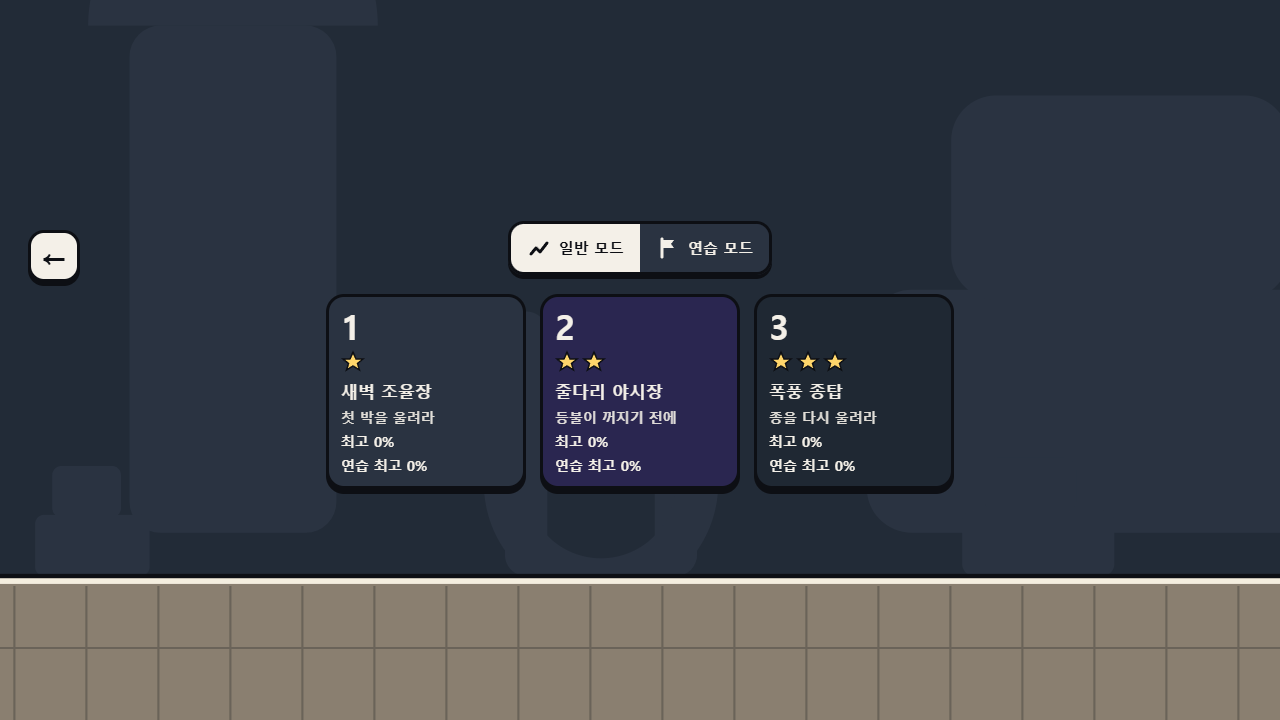 ←
일반 모드
연습 모드
1
새벽 조율장
첫 박을 울려라
최고 0%
연습 최고 0%
2
줄다리 야시장
등불이 꺼지기 전에
최고 0%
연습 최고 0%
3
폭풍 종탑
종을 다시 울려라
최고 0%
연습 최고 0%